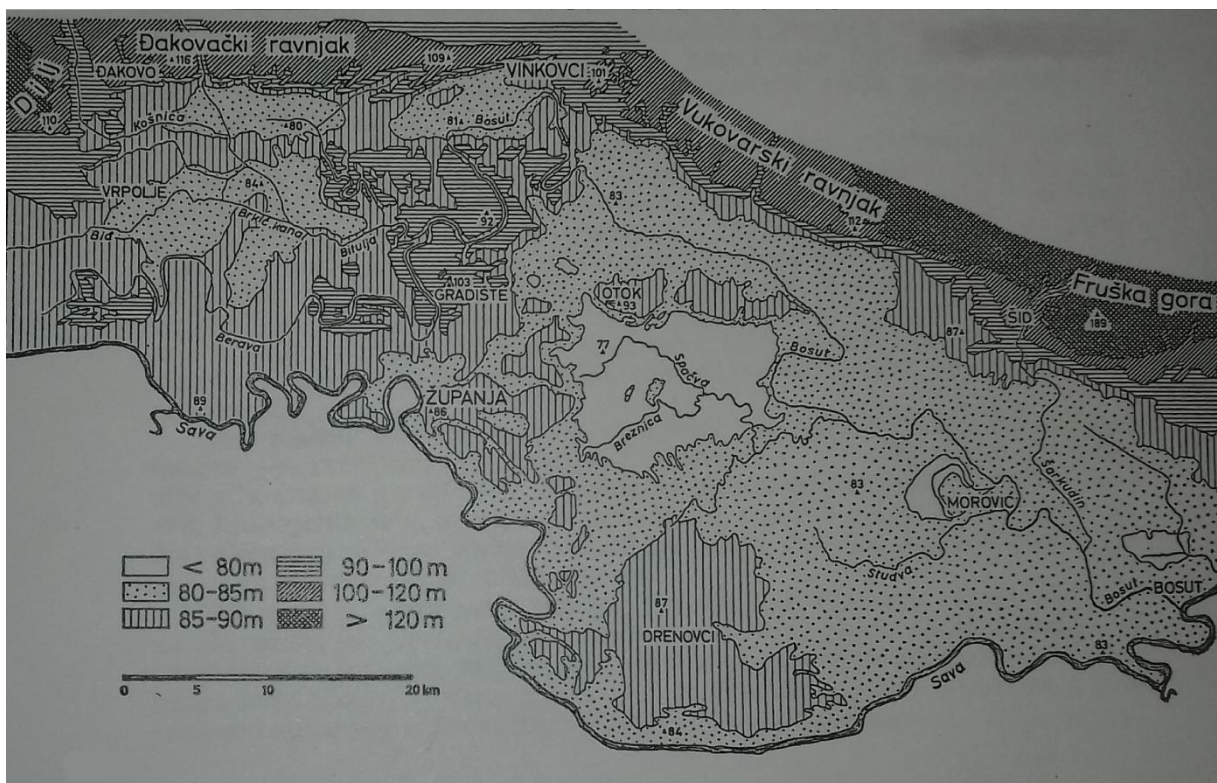 Đakovački ravnjak
Dilj
ĐAKOVO
116
109
VINKOVCI
101
110
Košnica
80
81
Bosut
Vukovarski ravnjak
VRPOLJE
84
83
Biđ
Brkić kanal
Bitulja
92
112
103
GRADIŠTE
OTOK
93
Fruška gora
ŠID
189
87
Berava
77
Spačva
Bosut
89
Sava
ŽUPANJA
86
Breznica
83
MOROVIĆ
Šarkudin
Studva
Bosut
BOSUT
87
DRENOVCI
83
Sava
84
< 80m
90-100 m
80-85m
100-120 m
85-90m
> 120 m
0 5 10 20 km